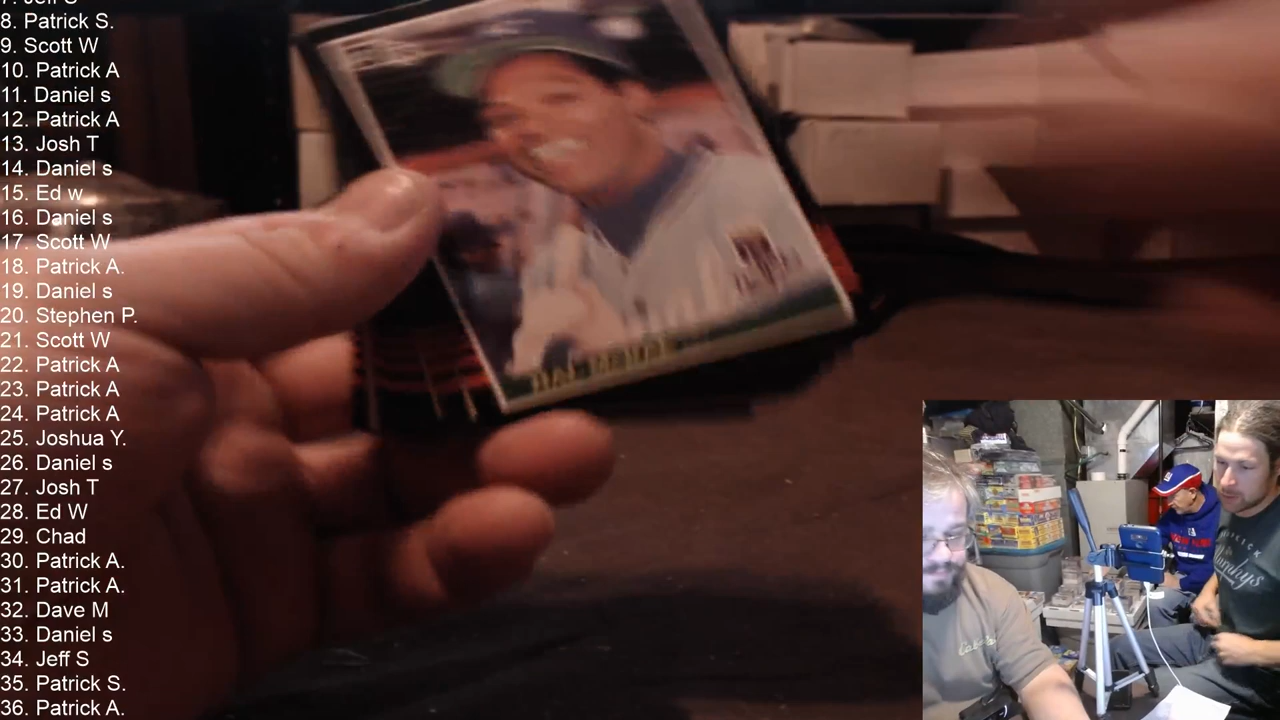 7. Jeff S
8. Patrick S.
9. Scott W
10. Patrick A
11. Daniel s
12. Patrick A
13. Josh T
14. Daniel s
15. Ed w
16. Daniel s
17. Scott W
18. Patrick A.
19. Daniel s
20. Stephen P.
21. Scott W
22. Patrick A
23. Patrick A
24. Patrick A
25. Joshua Y.
26. Daniel s
27. Josh T
28. Ed W
29. Chad
30. Patrick A.
31. Patrick A.
32. Dave M
33. Daniel s
34. Jeff S
35. Patrick S.
36. Patrick A.